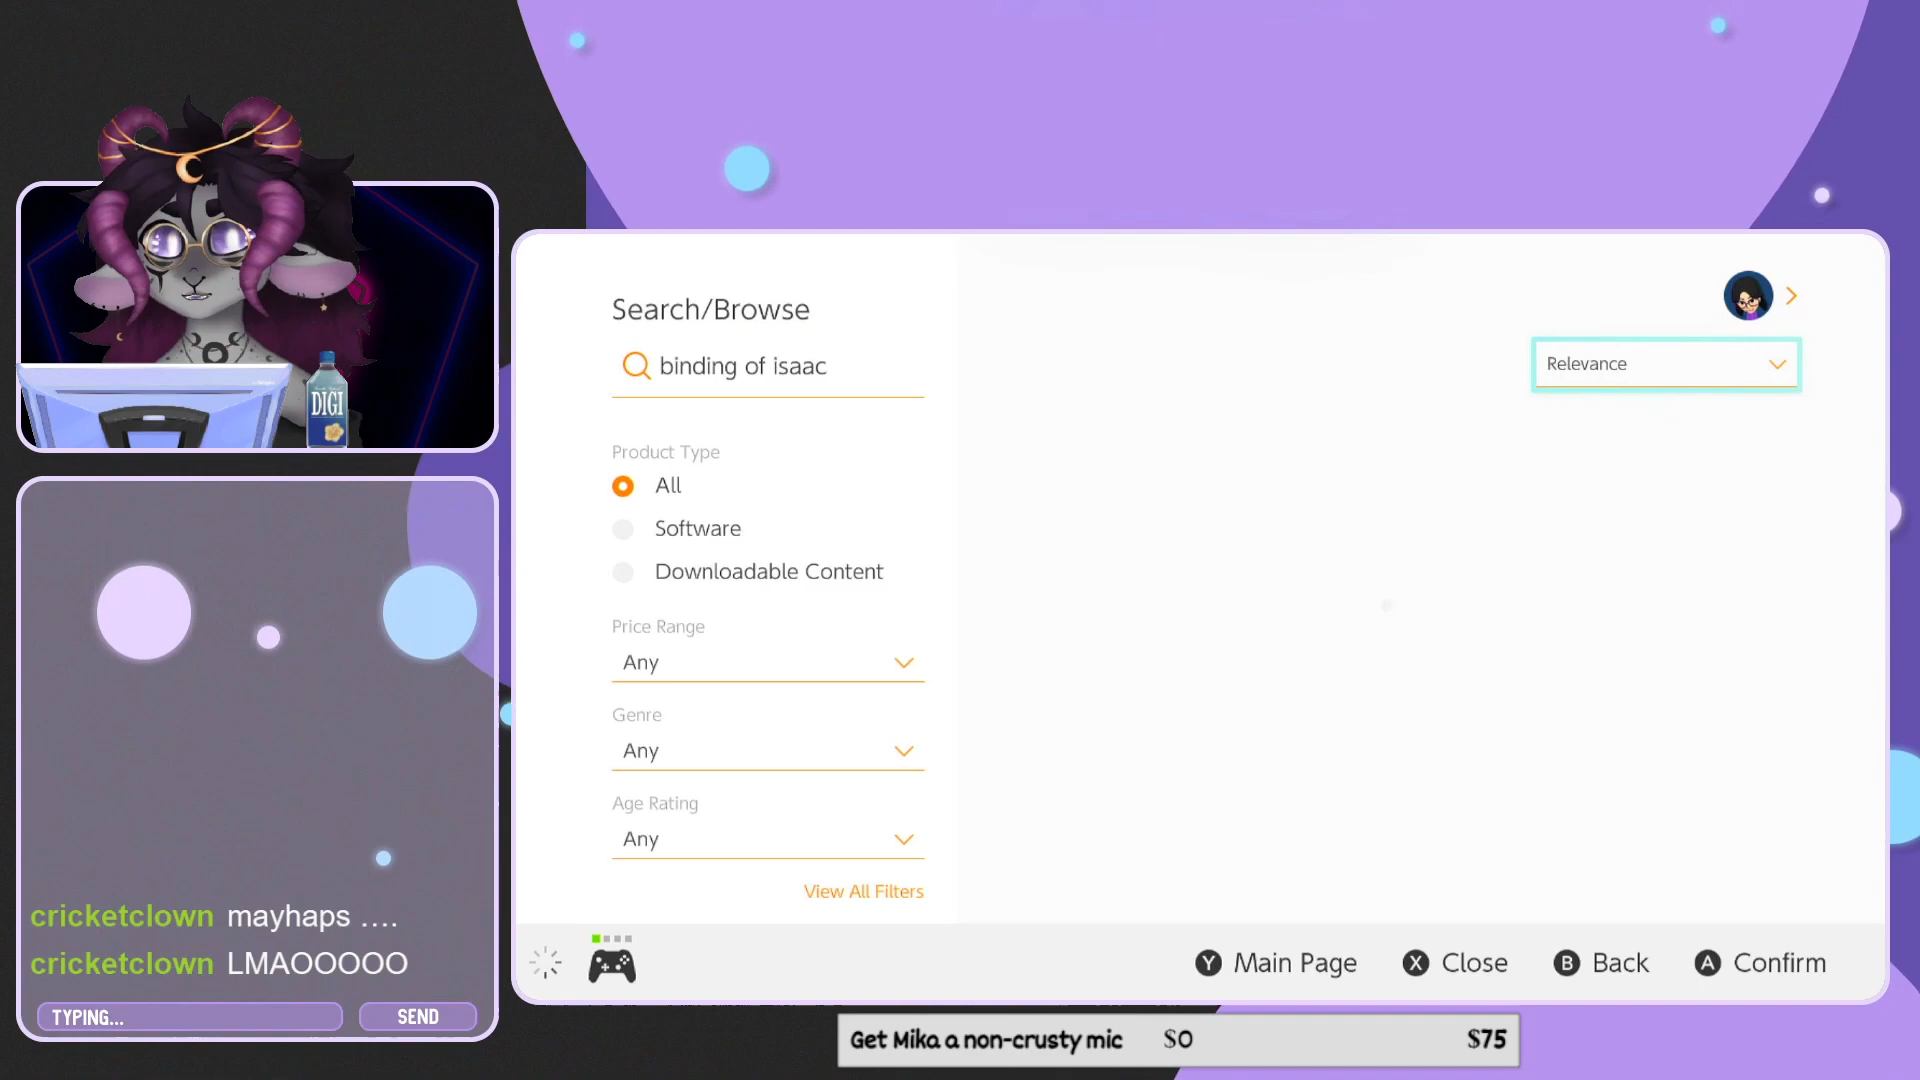 Search/Browse
binding of isaac
Relevance
Product Type
All
Software
Downloadable Content
Price Range
Any
Genre
Any
Age Rating
Any
View All Filters
Y Main Page X Close B Back A Confirm
DIGI
cricketclown mayhaps ....
cricketclown LMAOOOOO
TYPING... SEND
Get Mika a non-crusty mic $0 $75